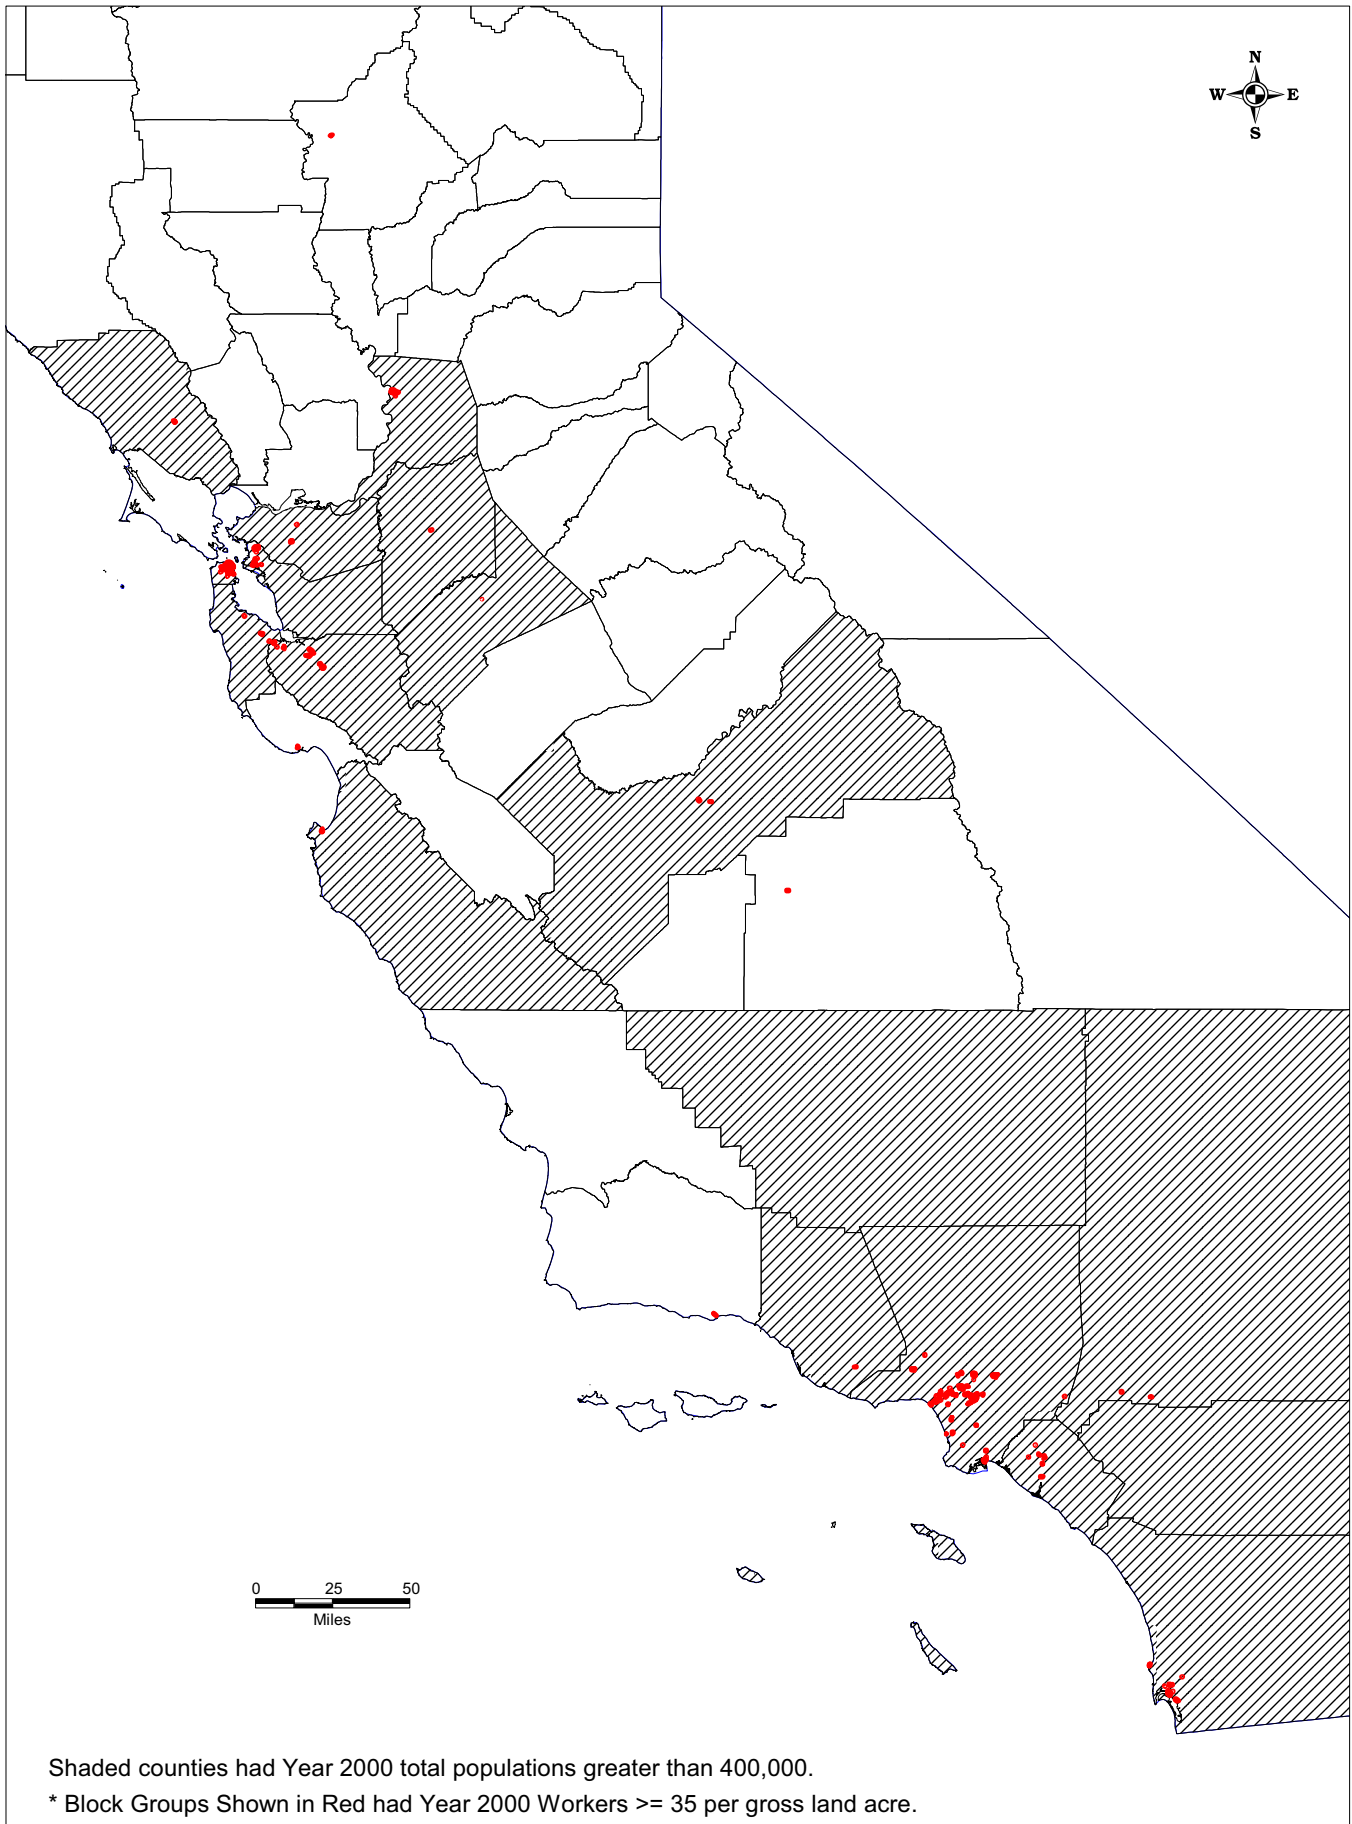 N
W E
S
0 25 50
Miles
Shaded counties had Year 2000 total populations greater than 400,000.
* Block Groups Shown in Red had Year 2000 Workers >= 35 per gross land acre.